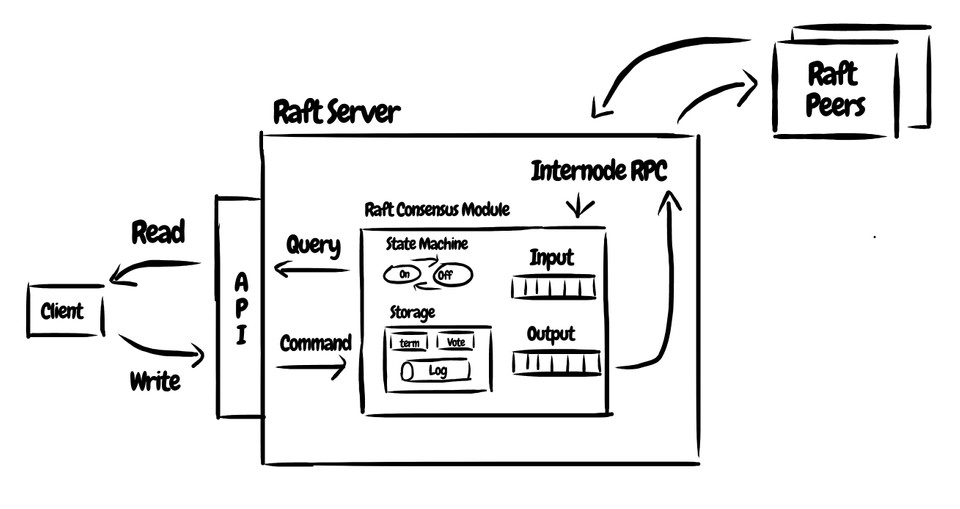 Raft
Peers
Raft Server
Internode RPC
Raft Consensus Module
Read
Query
State Machine
On
Off
Input
Client
A
P
I
Storage
Output
Command
term
Vote
Log
Write